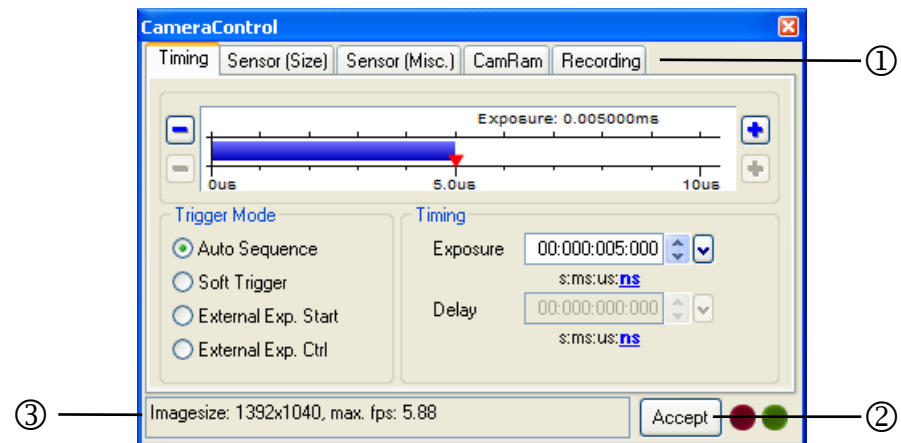 CameraControl
Timing Sensor (Size) Sensor (Misc.) CamRam Recording
①
Exposure: 0.005000ms
0us 5.0us 10us
Trigger Mode
Auto Sequence
Soft Trigger
External Exp. Start
External Exp. Ctrl
Timing
Exposure 00:000:005:000
s:ms:us:ns
Delay 00:000:000:000
s:ms:us:ns
③
Imagesize: 1392x1040, max. fps: 5.88
Accept
②